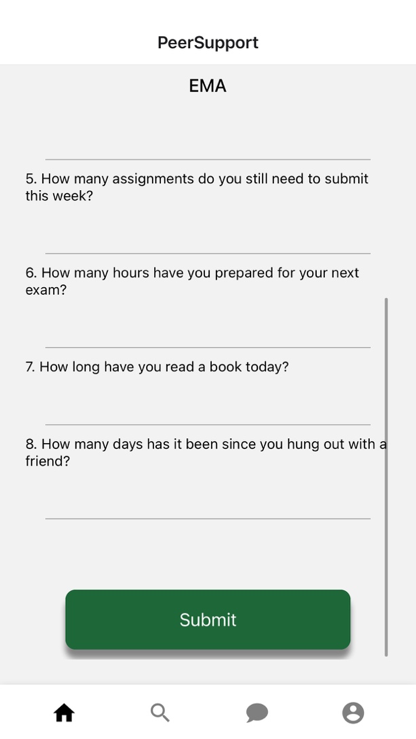 PeerSupport
EMA
5. How many assignments do you still need to submit
this week?
6. How many hours have you prepared for your next
exam?
7. How long have you read a book today?
8. How many days has it been since you hung out with a
friend?
Submit